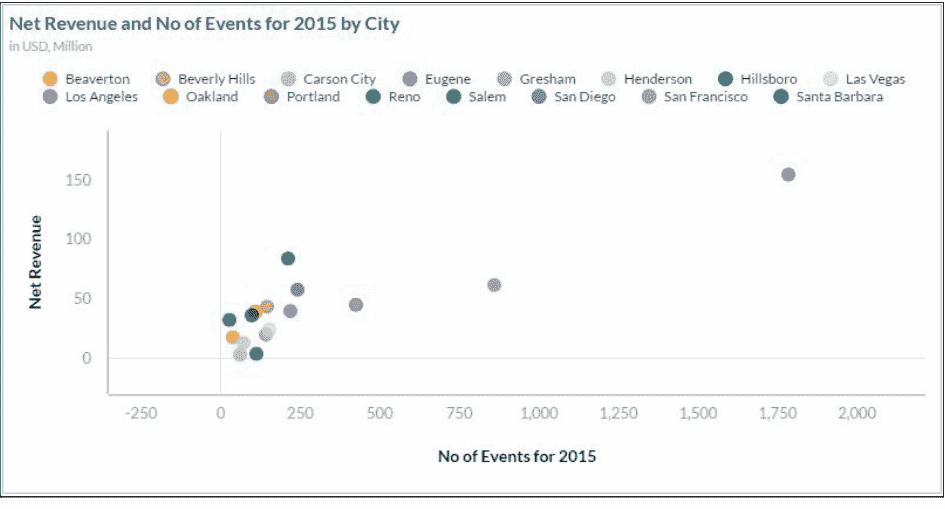 Net Revenue and No of Events for 2015 by City
in USD, Million
Beaverton Beverly Hills Carson City Eugene Gresham Henderson Hillsboro Las Vegas
Los Angeles Oakland Portland Reno Salem San Diego San Francisco Santa Barbara
150
100
50
0
Net Revenue
-250 0 250 500 750 1,000 1,250 1,500 1,750 2,000
No of Events for 2015